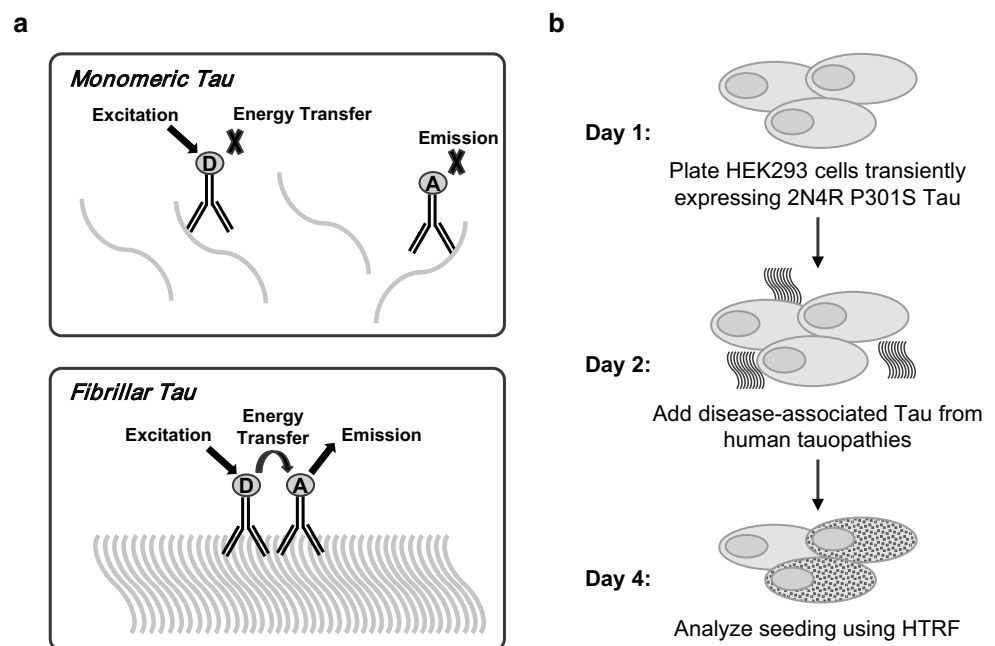 a
Monomeric Tau
Excitation
Energy Transfer
D
Emission
A
Fibrillar Tau
Excitation
Energy
Transfer
Emission
D
A
b
Day 1:
Plate HEK293 cells transiently
expressing 2N4R P301S Tau
Day 2:
Add disease-associated Tau from
human tauopathies
Day 4:
Analyze seeding using HTRF